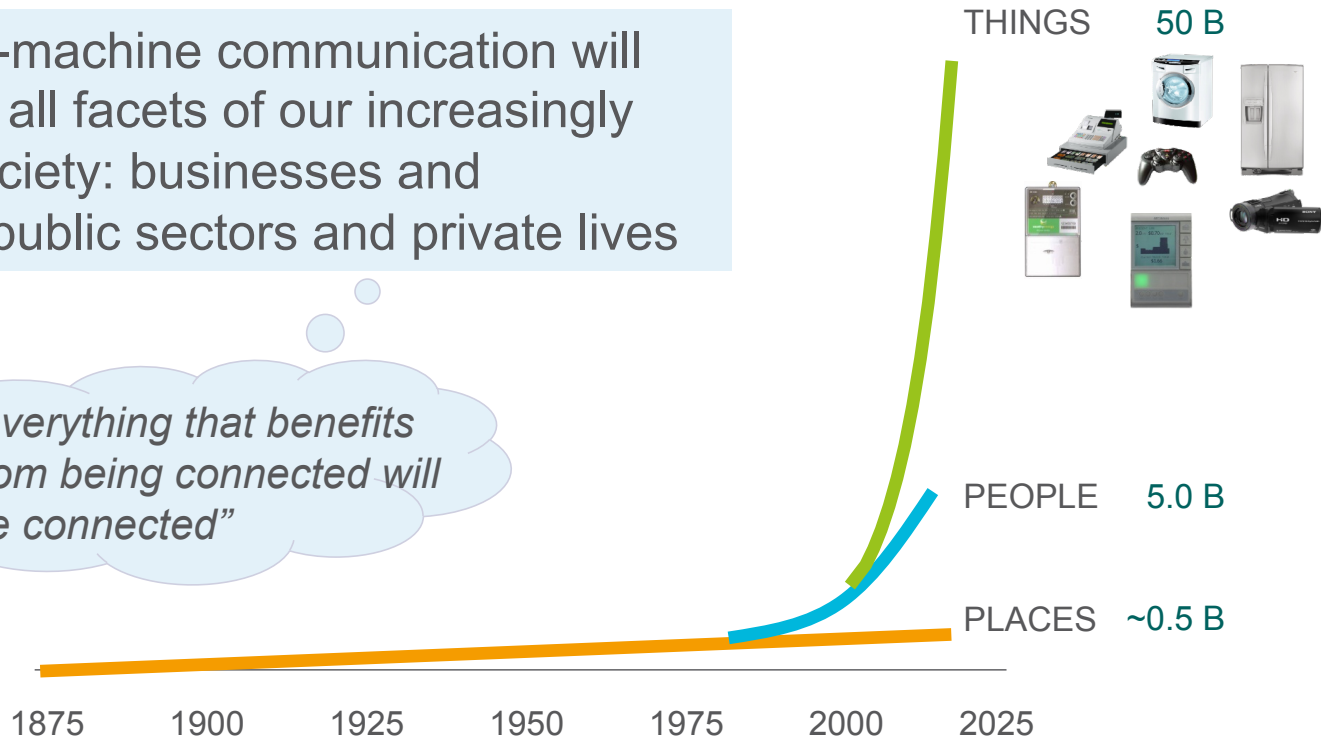 -machine communication will
all facets of our increasingly
ciety: businesses and
public sectors and private lives
verything that benefits
om being connected will
e connected”
THINGS 50 B
PEOPLE 5.0 B
PLACES ~0.5 B
1875 1900 1925 1950 1975 2000 2025